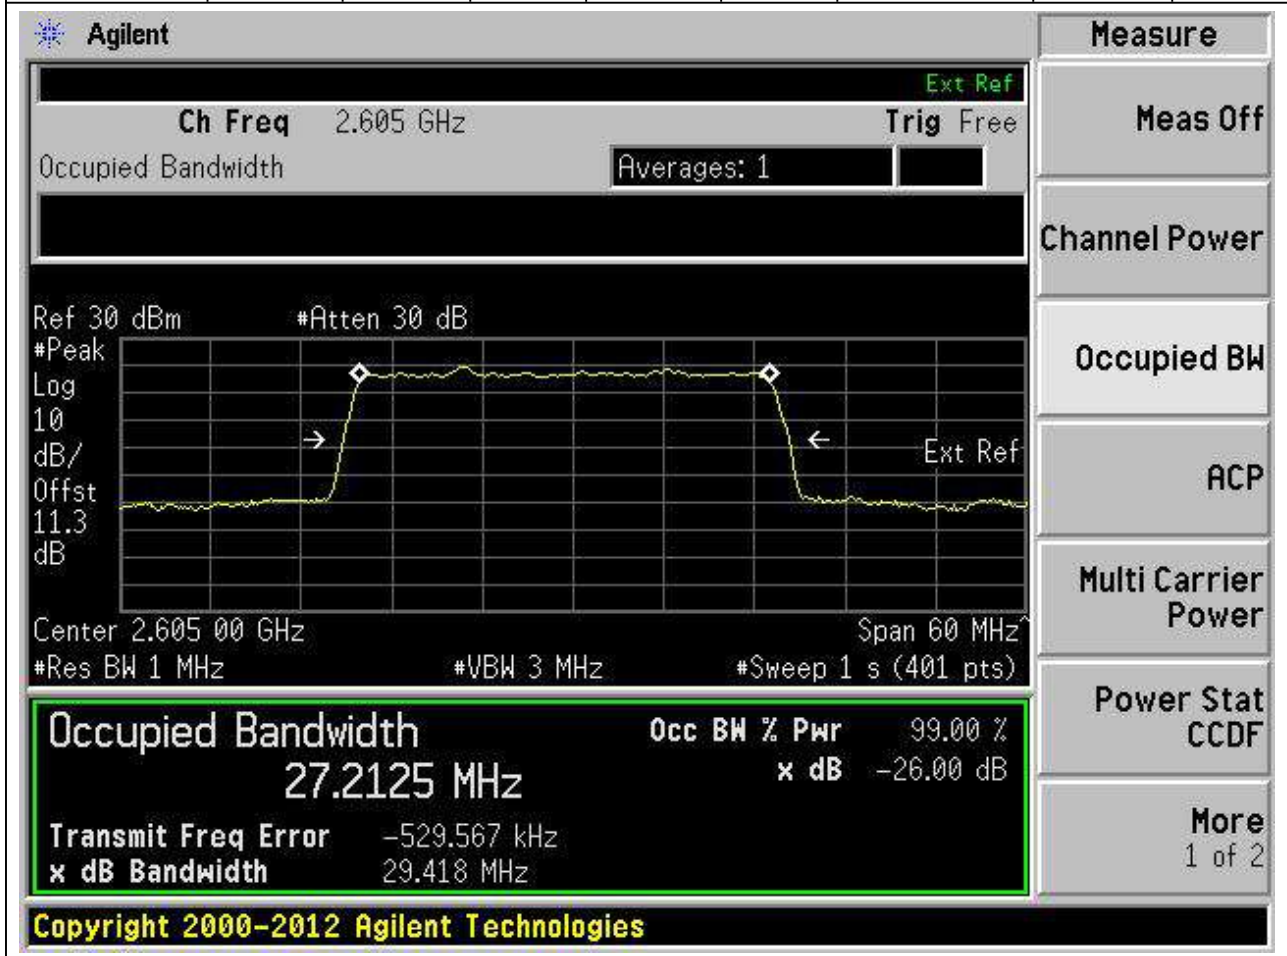 Agilent
Measure
Ext Ref
Ch Freq 2.605 GHz Trig Free
Meas Off
Occupied Bandwidth Averages: 1
Channel Power
Ref 30 dBm #Atten 30 dB
#Peak
Log
10
dB/
Offst
11.3
dB
Ext Ref
Occupied BW
ACP
Center 2.605 00 GHz Span 60 MHz^
#Res BW 1 MHz #VBW 3 MHz #Sweep 1 s (401 pts)
Multi Carrier
Power
Occupied Bandwidth Occ BW % Pwr 99.00 %
27.2125 MHz x dB -26.00 dB
Transmit Freq Error -529.567 kHz
x dB Bandwidth 29.418 MHz
Power Stat
CCDF
More
1 of 2
Copyright 2000-2012 Agilent Technologies